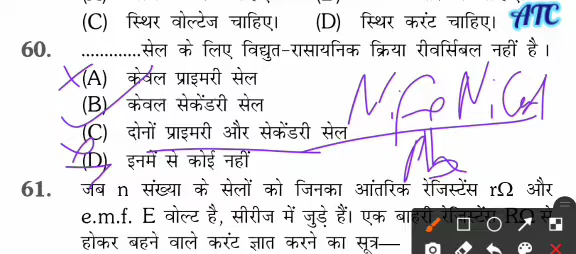 (C) स्थिर वोल्टेज चाहिए। (D) स्थिर करंट चाहिए।
ATC
60. .............सेल के लिए विद्युत-रासायनिक क्रिया रीवर्सिबल नहीं है।
(A) केवल प्राइमरी सेल
(B) केवल सेकेंडरी सेल
(C) दोनों प्राइमरी और सेकेंडरी सेल
(D) इनमें से कोई नहीं
61. जब n संख्या के सेलों को जिनका आंतरिक रेजिस्टेंस rΩ और
e.m.f. E वोल्ट है, सीरीज में जुड़े हैं। एक बाहरी रेजिस्टेंस RΩ से
होकर बहने वाले करंट ज्ञात करने का सूत्र—